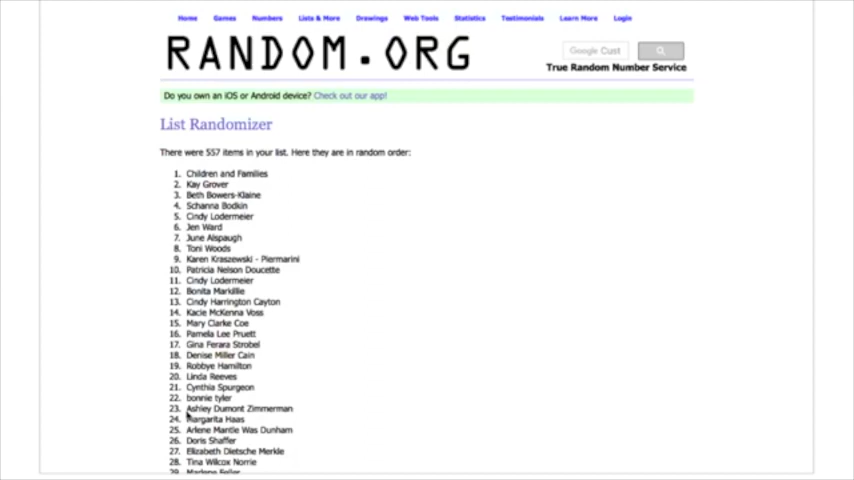 Home Games Numbers Lists & More Drawings Web Tools Statistics Testimonials Learn More Login
RANDOM.ORG
Google Cust
True Random Number Service
Do you own an iOS or Android device? Check out our app!
List Randomizer
There were 557 items in your list. Here they are in random order:
1. Children and Families
2. Kay Grover
3. Beth Bowers-Klaine
4. Schanna Bodkin
5. Cindy Lodermeier
6. Jen Ward
7. June Alspaugh
8. Toni Woods
9. Karen Kraszewski - Piermarini
10. Patricia Nelson Doucette
11. Cindy Lodermeier
12. Bonita Markillie
13. Cindy Harrington Cayton
14. Kacie McKenna Voss
15. Mary Clarke Coe
16. Pamela Lee Pruett
17. Gina Ferara Strobel
18. Denise Miller Cain
19. Robbye Hamilton
20. Linda Reeves
21. Cynthia Spurgeon
22. bonnie tyler
23. Ashley Dumont Zimmerman
24. Margarita Haas
25. Arlene Mantle Was Dunham
26. Doris Shaffer
27. Elizabeth Dietsche Merkle
28. Tina Wilcox Norrie
29. Marlene Feller